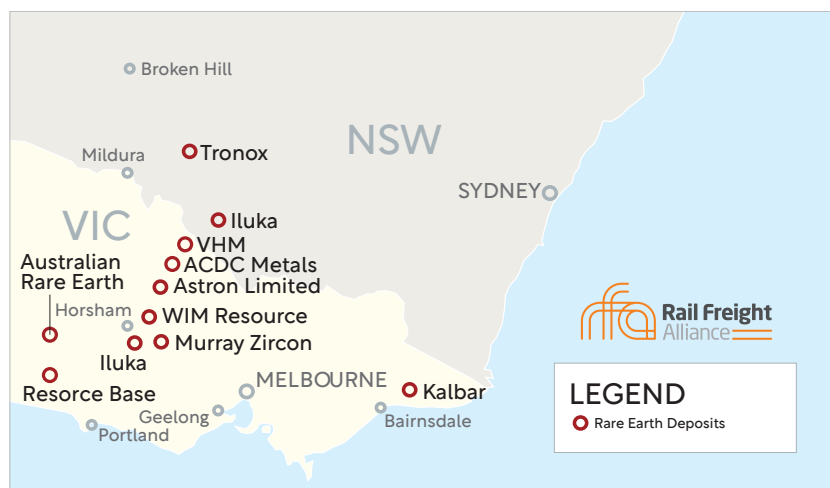 Broken Hill
NSW
Mildura
Tronox
SYDNEY
VIC
Iluka
VHM
Australian
Rare Earth
ACDC Metals
Astron Limited
Horsham
WIM Resource
Iluka
Murray Zircon
Resorce Base
MELBOURNE
Kalbar
Geelong
Portland
Bairnsdale
rfa
Rail Freight
Alliance
LEGEND
Rare Earth Deposits